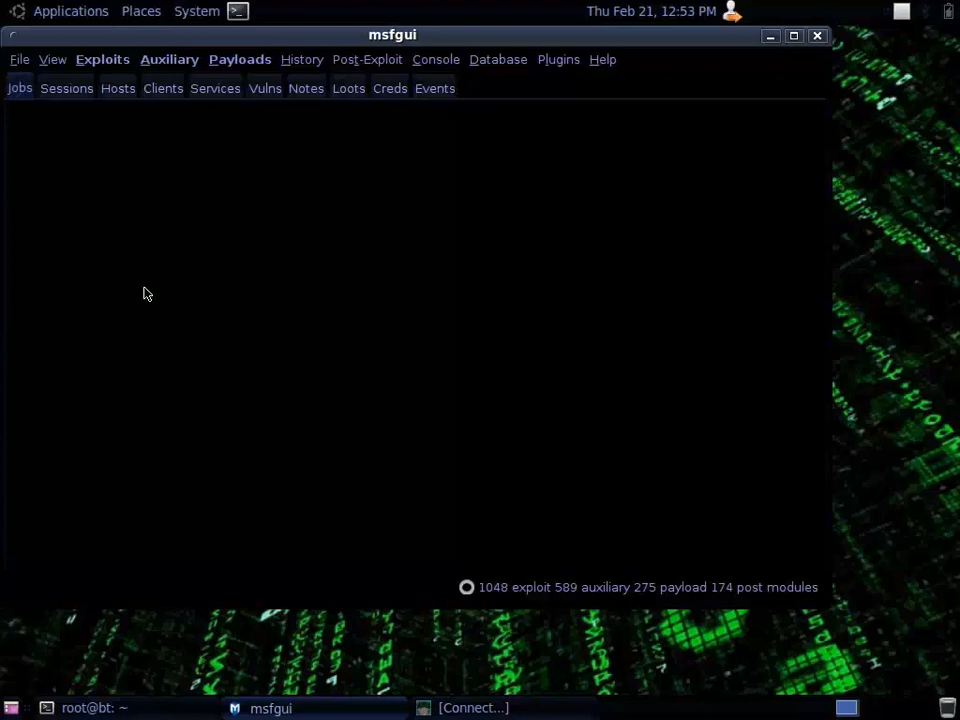 Applications Places System Thu Feb 21, 12:53 PM
msfgui
File View Exploits Auxiliary Payloads History Post-Exploit Console Database Plugins Help
Jobs Sessions Hosts Clients Services Vulns Notes Loots Creds Events
1048 exploit 589 auxiliary 275 payload 174 post modules
root@bt: ~ msfgui [Connect...]